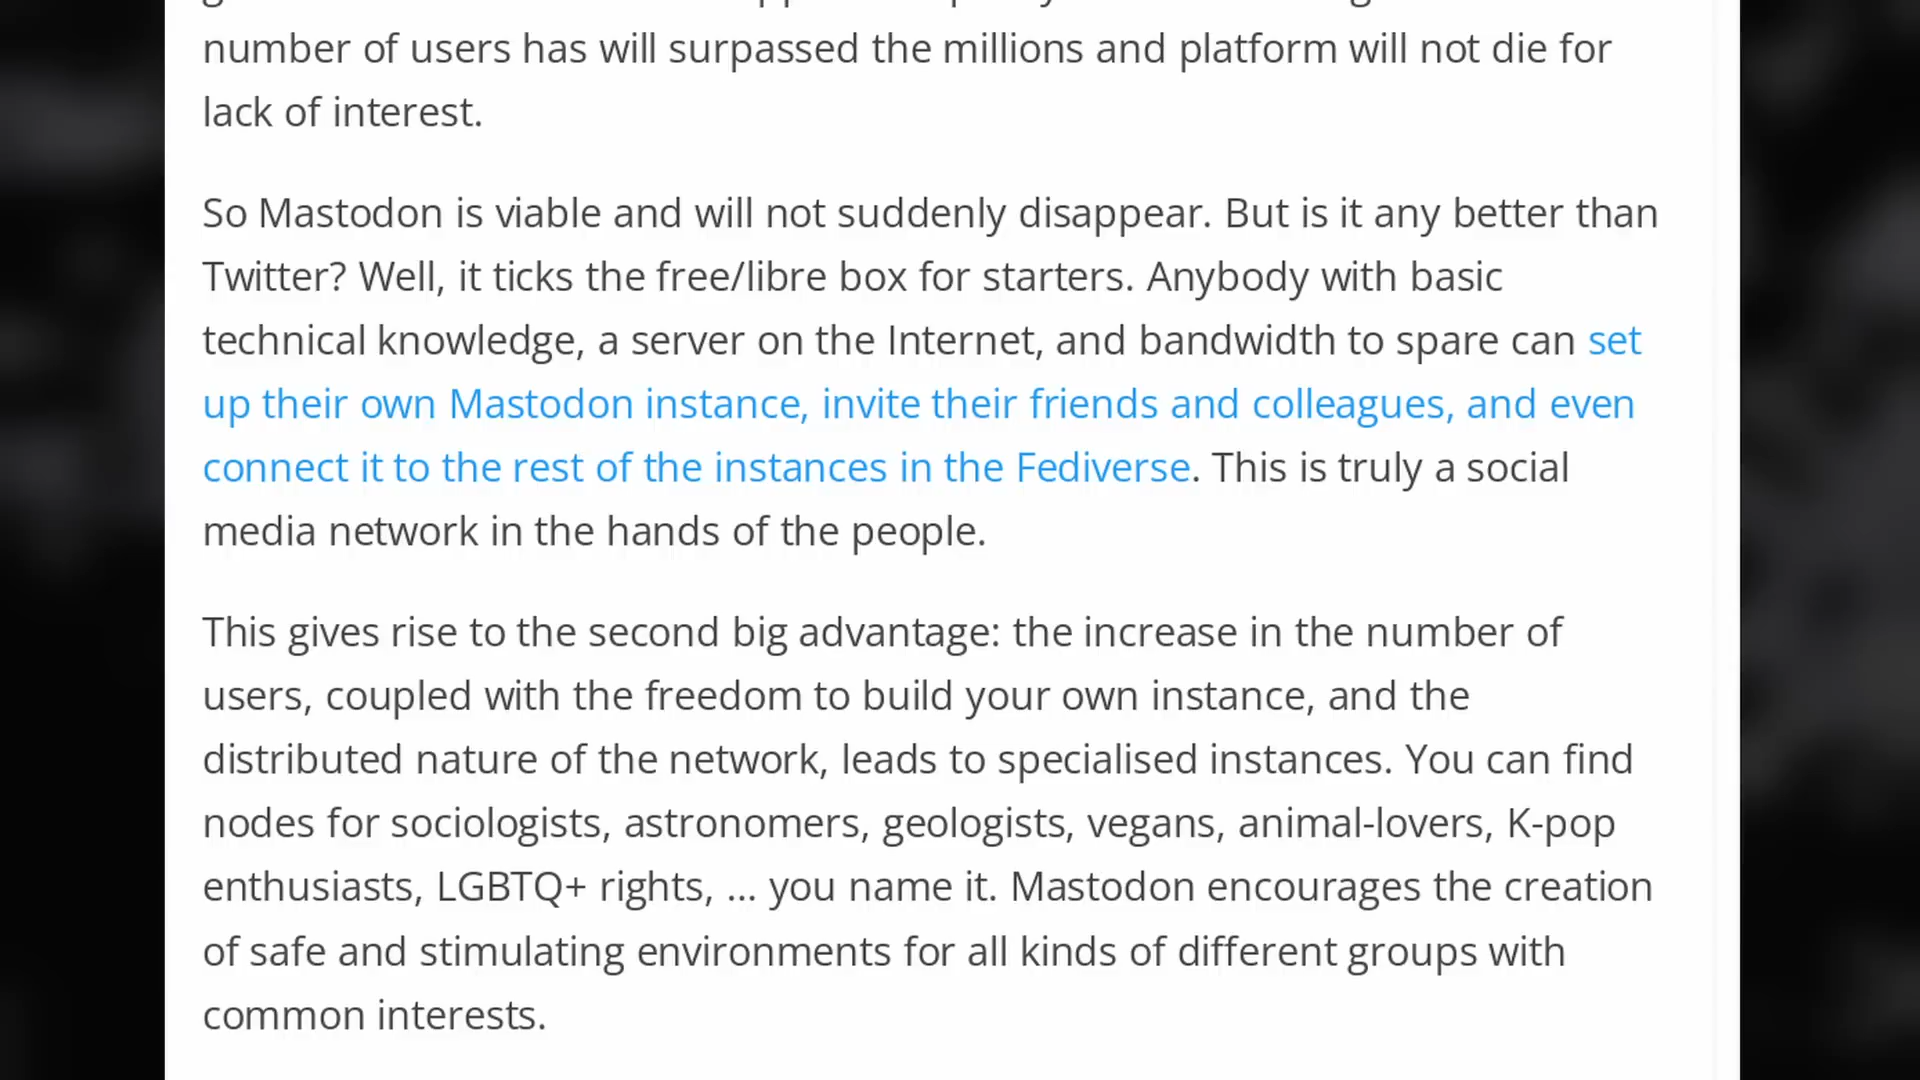 number of users has will surpassed the millions and platform will not die for
lack of interest.
So Mastodon is viable and will not suddenly disappear. But is it any better than
Twitter? Well, it ticks the free/libre box for starters. Anybody with basic
technical knowledge, a server on the Internet, and bandwidth to spare can set
up their own Mastodon instance, invite their friends and colleagues, and even
connect it to the rest of the instances in the Fediverse. This is truly a social
media network in the hands of the people.
This gives rise to the second big advantage: the increase in the number of
users, coupled with the freedom to build your own instance, and the
distributed nature of the network, leads to specialised instances. You can find
nodes for sociologists, astronomers, geologists, vegans, animal-lovers, K-pop
enthusiasts, LGBTQ+ rights, … you name it. Mastodon encourages the creation
of safe and stimulating environments for all kinds of different groups with
common interests.